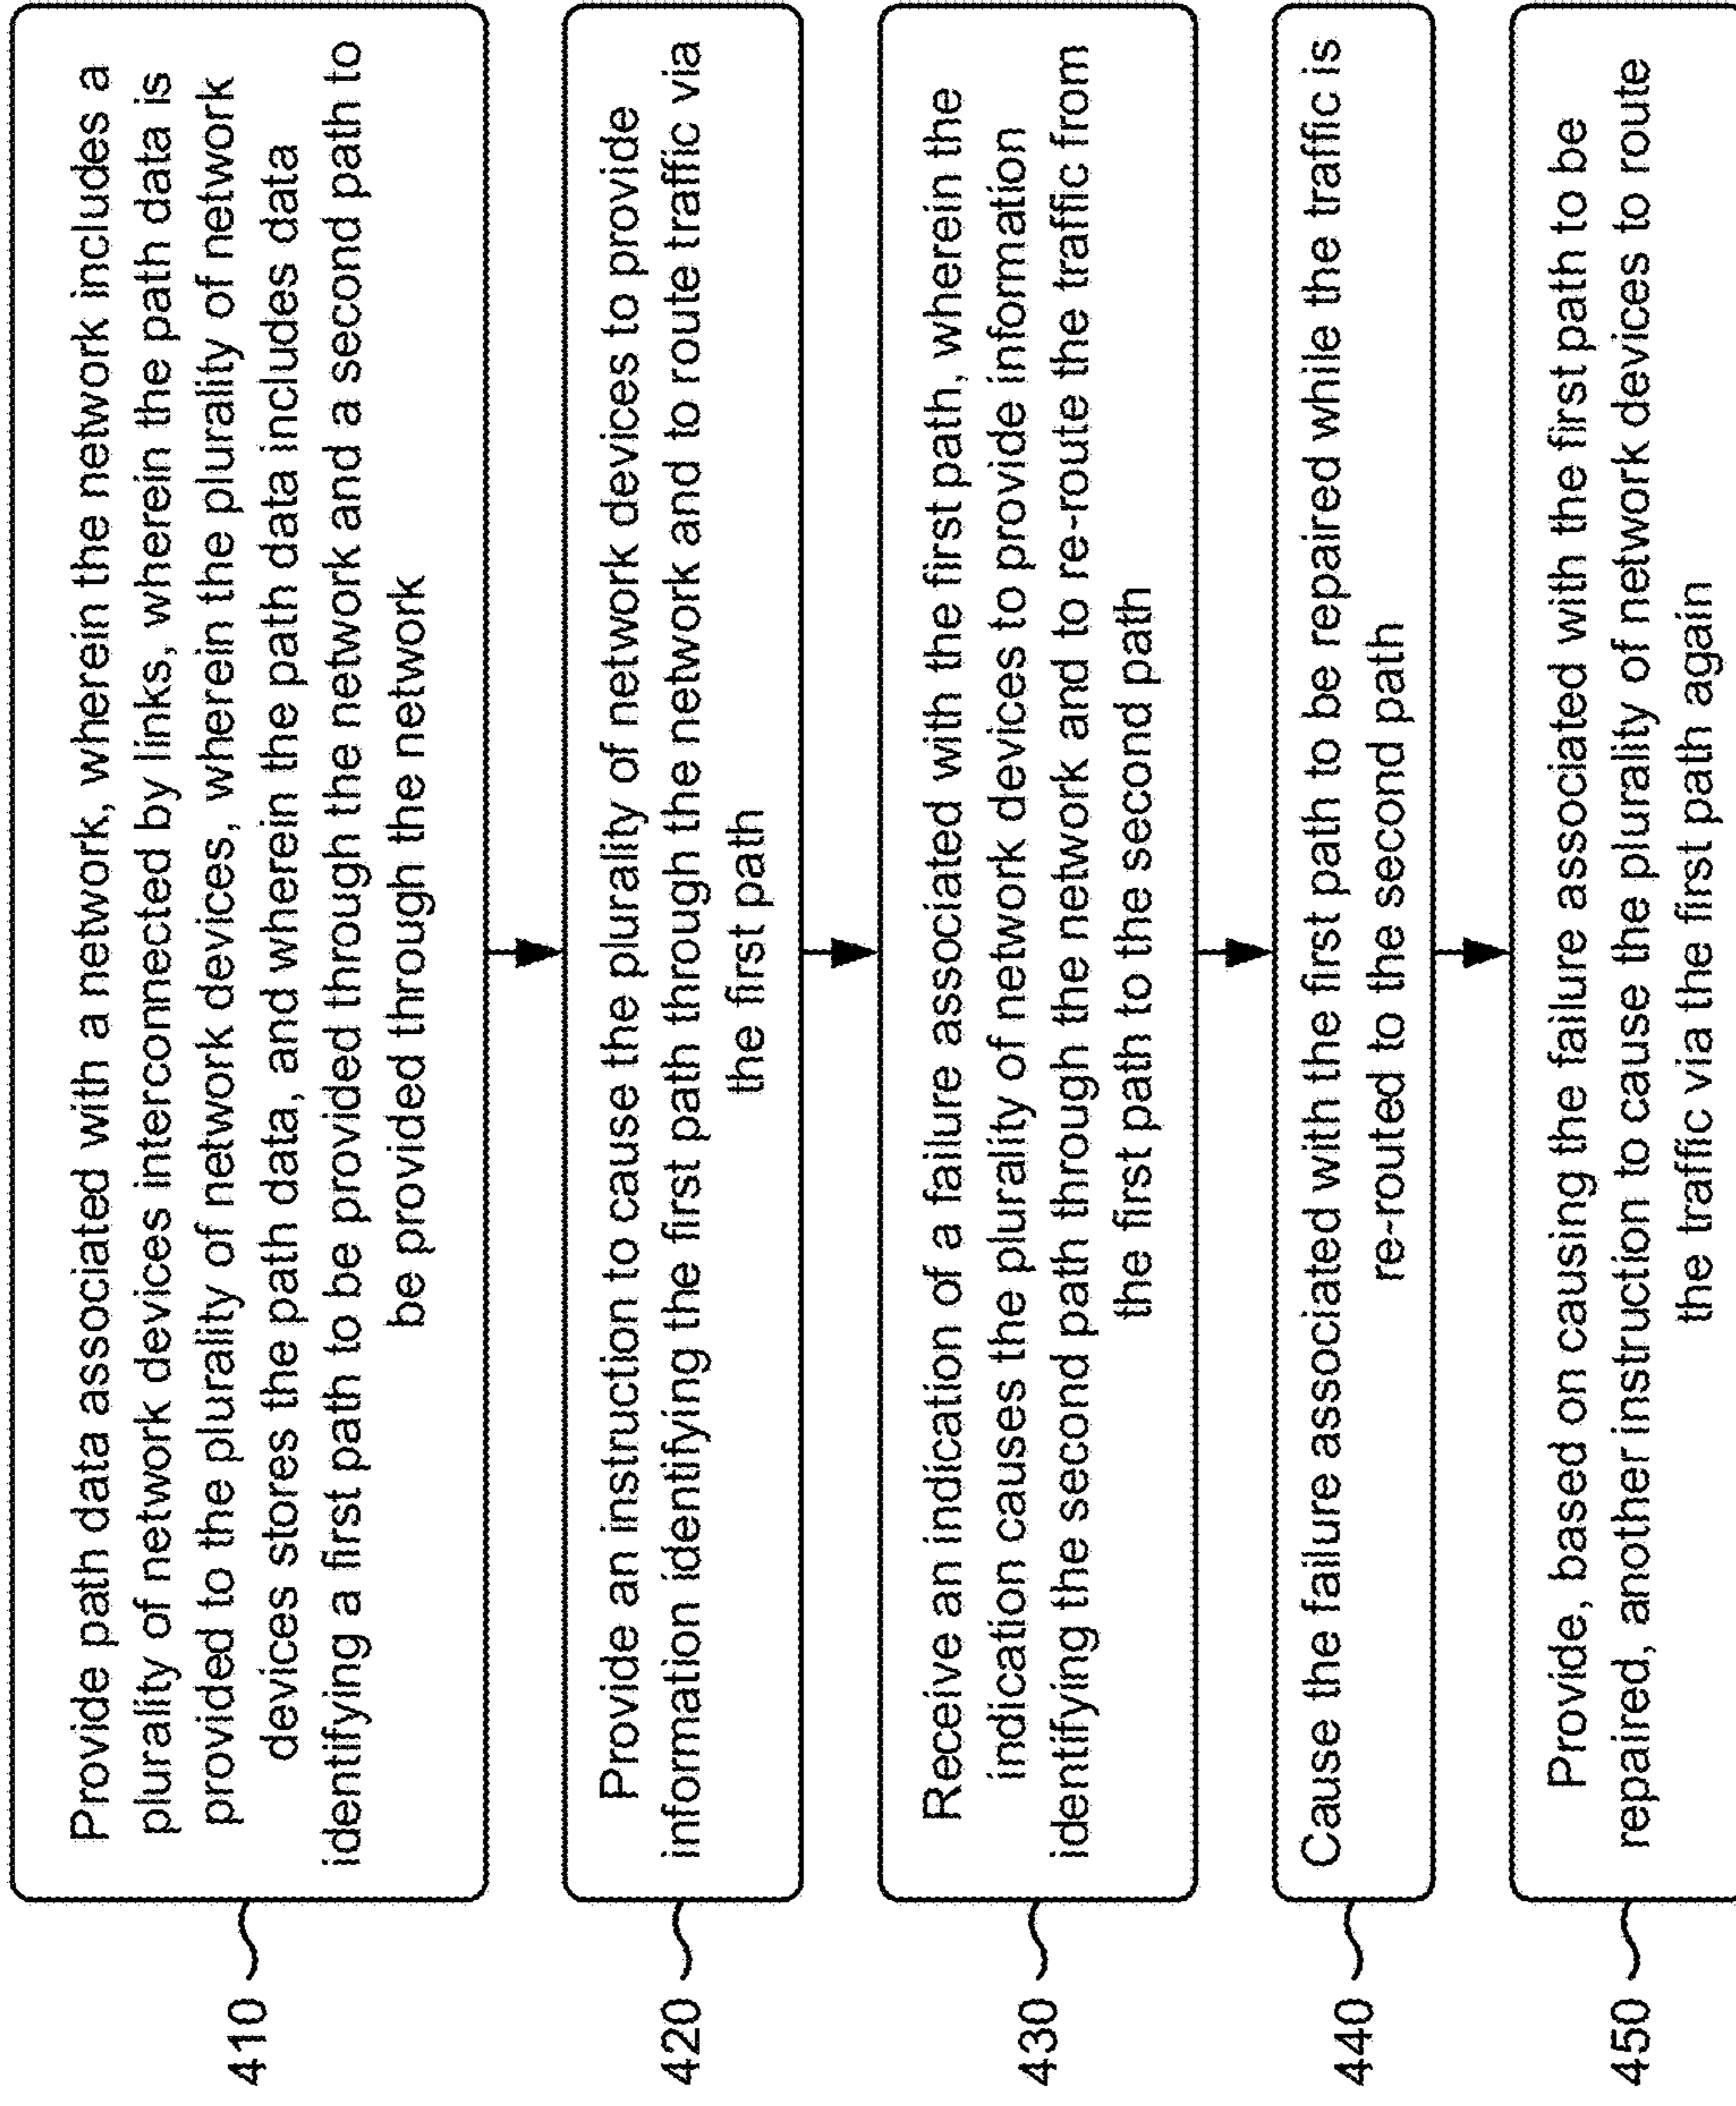 410
Provide path data associated with a network, wherein the network includes a
plurality of network devices interconnected by links, wherein the path data is
provided to the plurality of network devices, wherein the plurality of network
devices stores the path data, and wherein the path data includes data
identifying a first path to be provided through the network and a second path to
be provided through the network
420
Provide an instruction to cause the plurality of network devices to provide
information identifying the first path through the network and to route traffic via
the first path
430
Receive an indication of a failure associated with the first path, wherein the
indication causes the plurality of network devices to provide information
identifying the second path through the network and to re-route the traffic from
the first path to the second path
440
Cause the failure associated with the first path to be repaired while the traffic is
re-routed to the second path
450
Provide, based on causing the failure associated with the first path to be
repaired, another instruction to cause the plurality of network devices to route
the traffic via the first path again